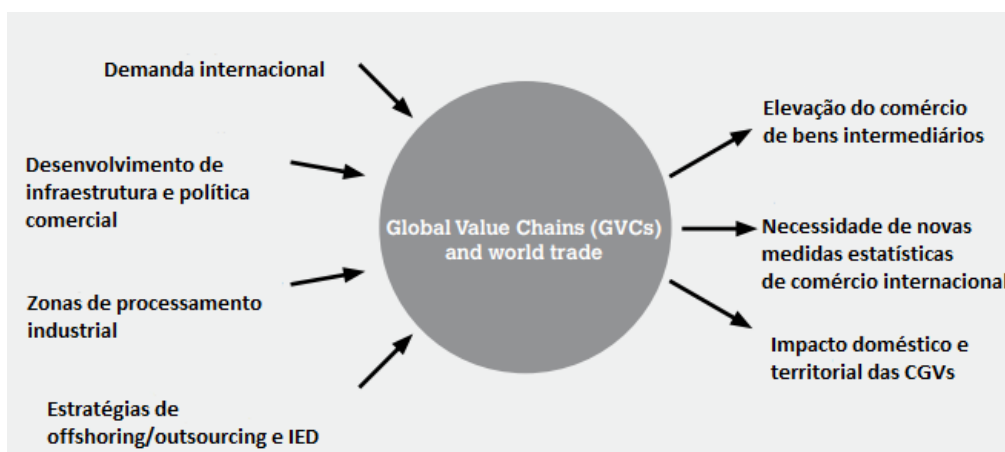 Demanda internacional
Desenvolvimento de
infraestrutura e política
comercial
Zonas de processamento
industrial
Estratégias de
offshoring/outsourcing e IED
Global Value Chains (GVCs)
and world trade
Elevação do comércio
de bens intermediários
Necessidade de novas
medidas estatísticas
de comércio internacional
Impacto doméstico e
territorial das CGVs